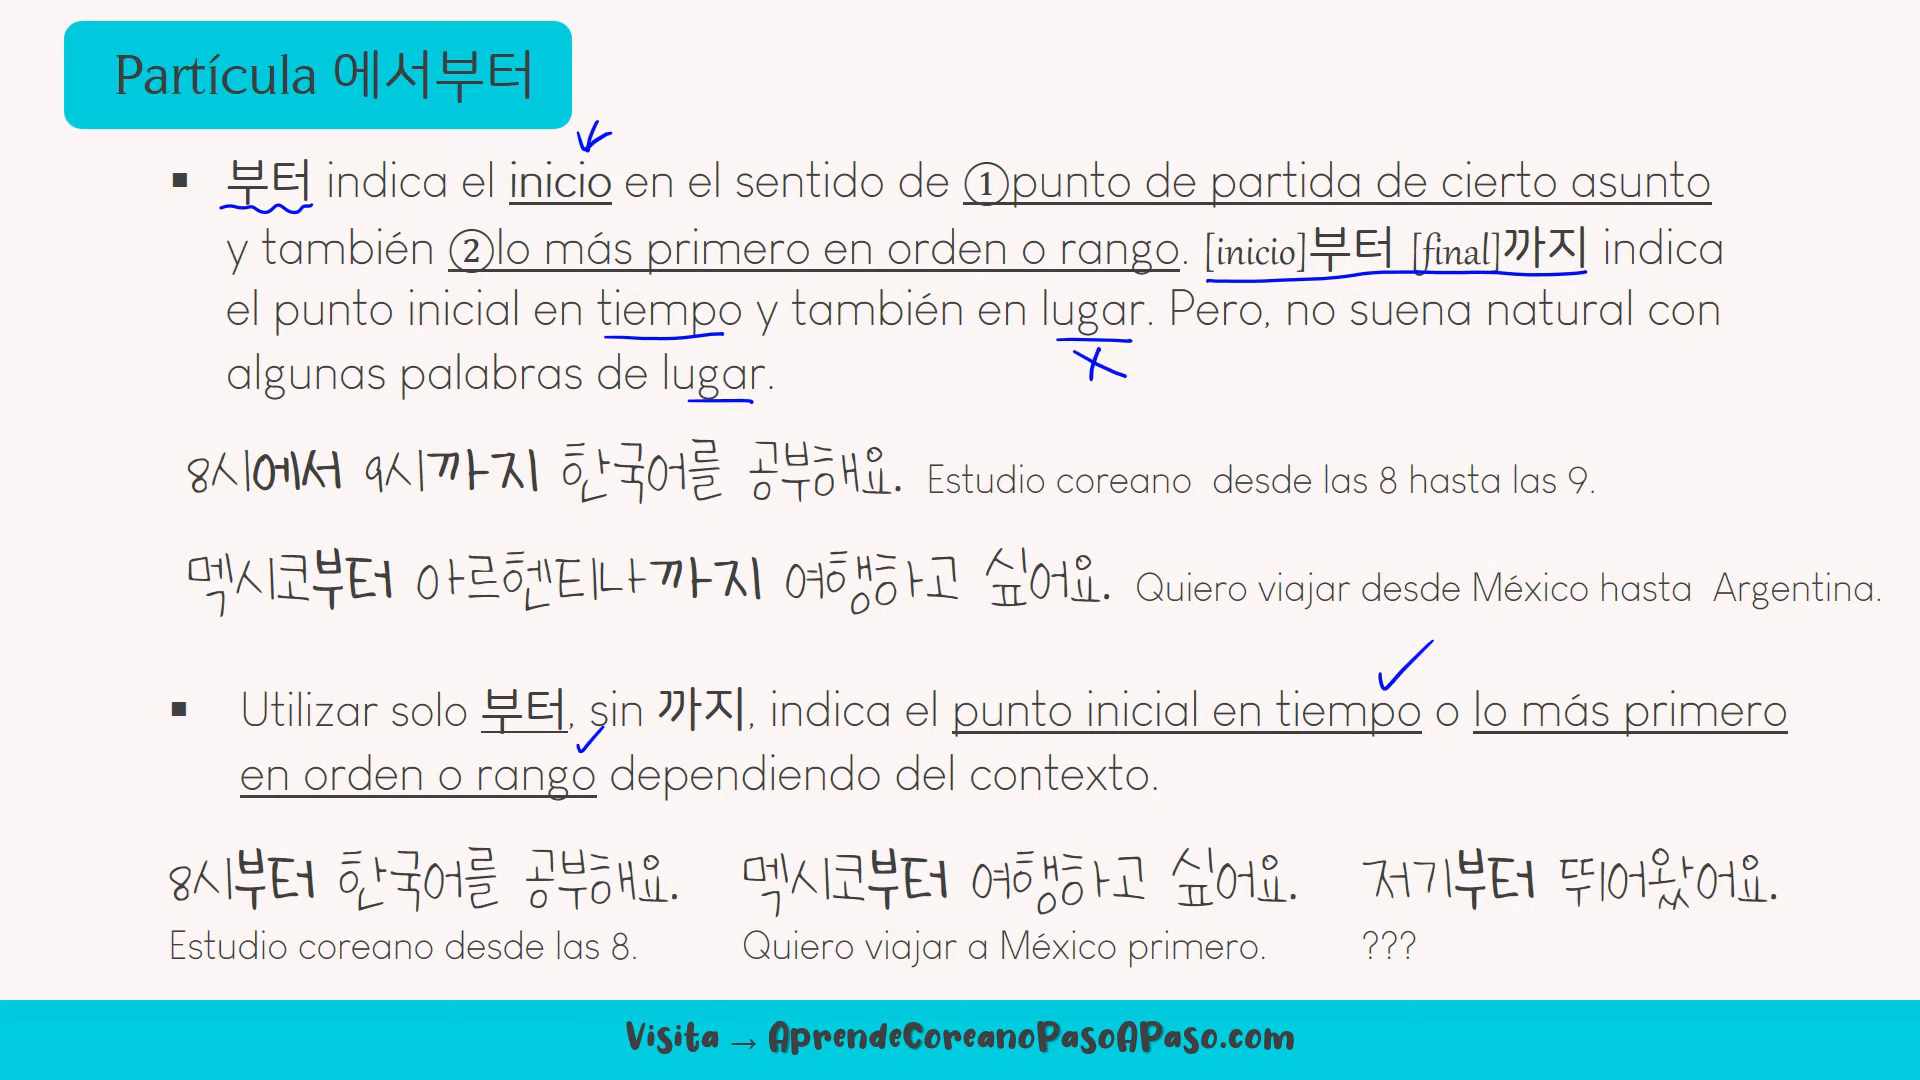 Partícula 에서부터
▪ 부터 indica el inicio en el sentido de ①punto de partida de cierto asunto
y también ②lo más primero en orden o rango. [inicio]부터 [final]까지 indica
el punto inicial en tiempo y también en lugar. Pero, no suena natural con
algunas palabras de lugar.
8시에서 9시까지 한국어를 공부해요. Estudio coreano desde las 8 hasta las 9.
멕시코부터 아르헨티나까지 여행하고 싶어요. Quiero viajar desde México hasta Argentina.
▪ Utilizar solo 부터, sin 까지, indica el punto inicial en tiempo o lo más primero
en orden o rango dependiendo del contexto.
8시부터 한국어를 공부해요. 멕시코부터 여행하고 싶어요. 저기부터 뛰어왔어요.
Estudio coreano desde las 8. Quiero viajar a México primero. ???
Visita → AprendeCoreanoPasoAPaso.com